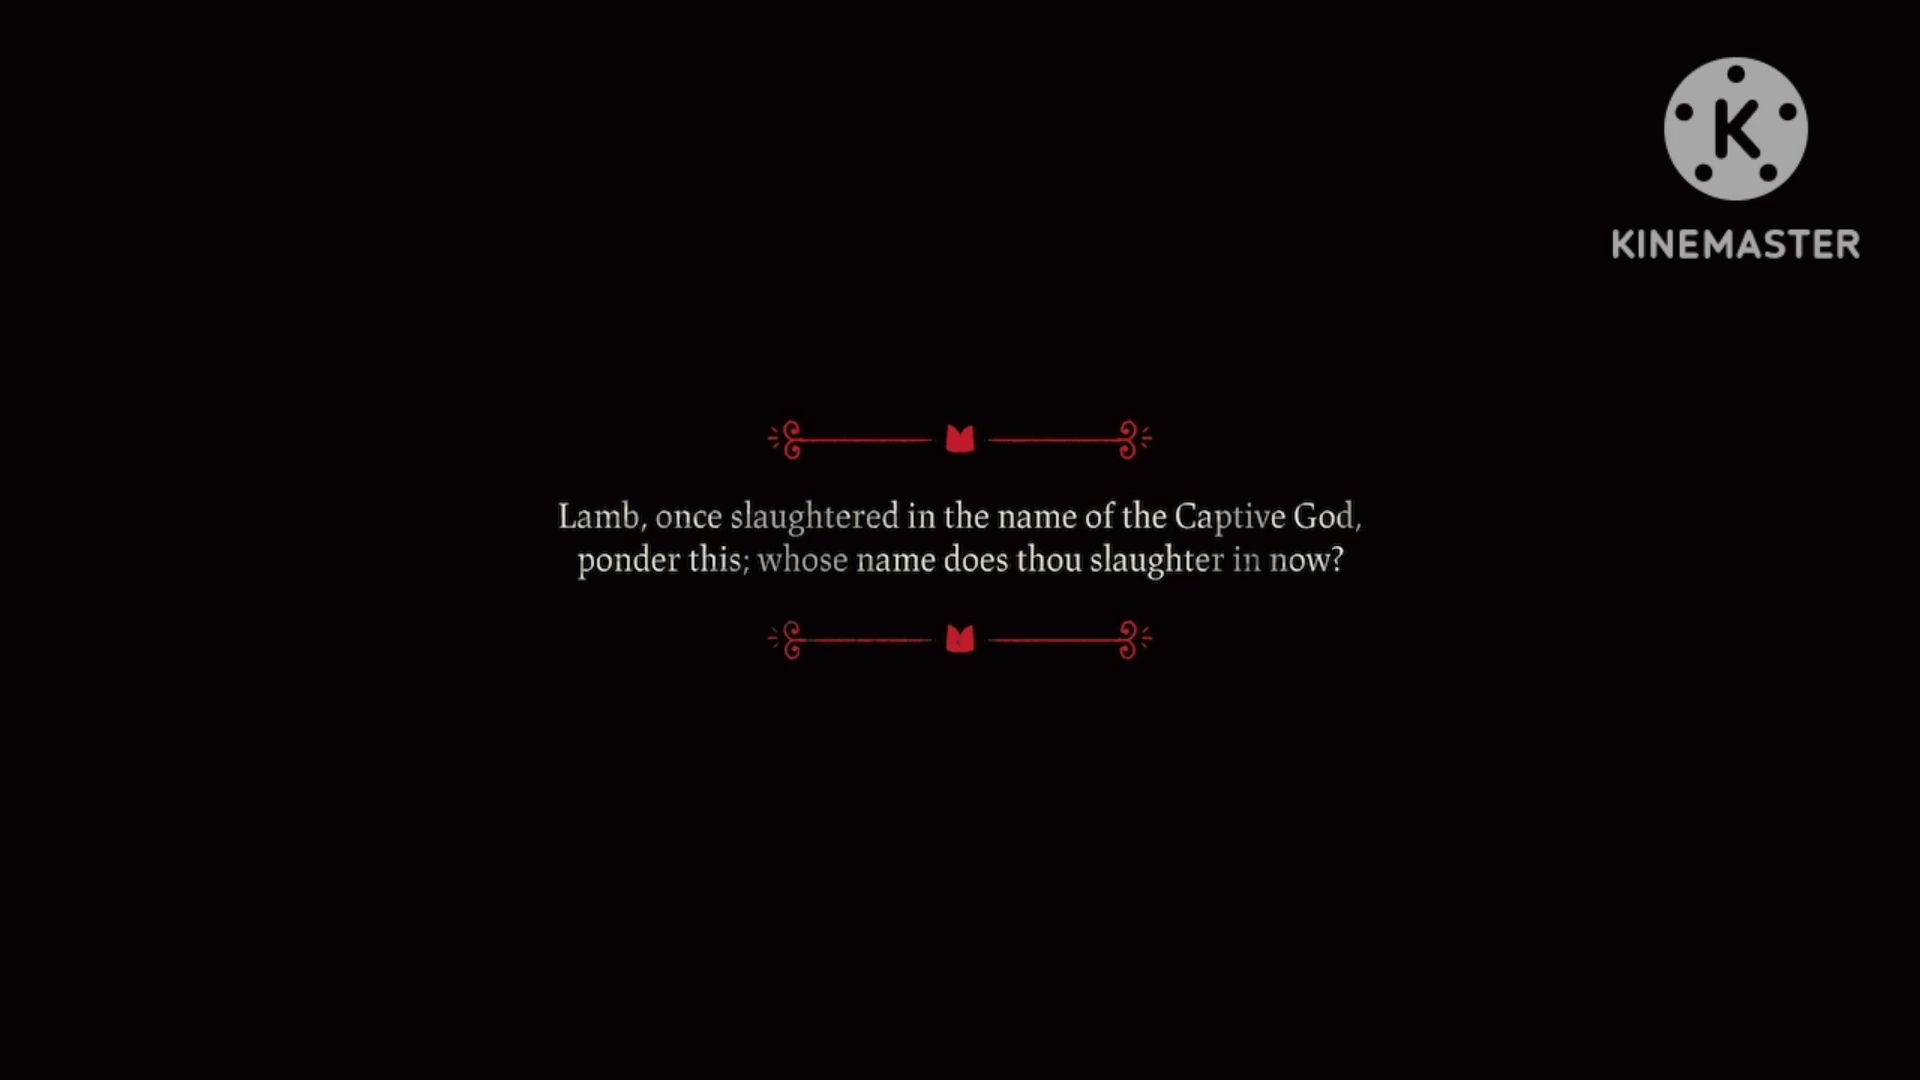 K
KINEMASTER
Lamb, once slaughtered in the name of the Captive God,
ponder this; whose name does thou slaughter in now?